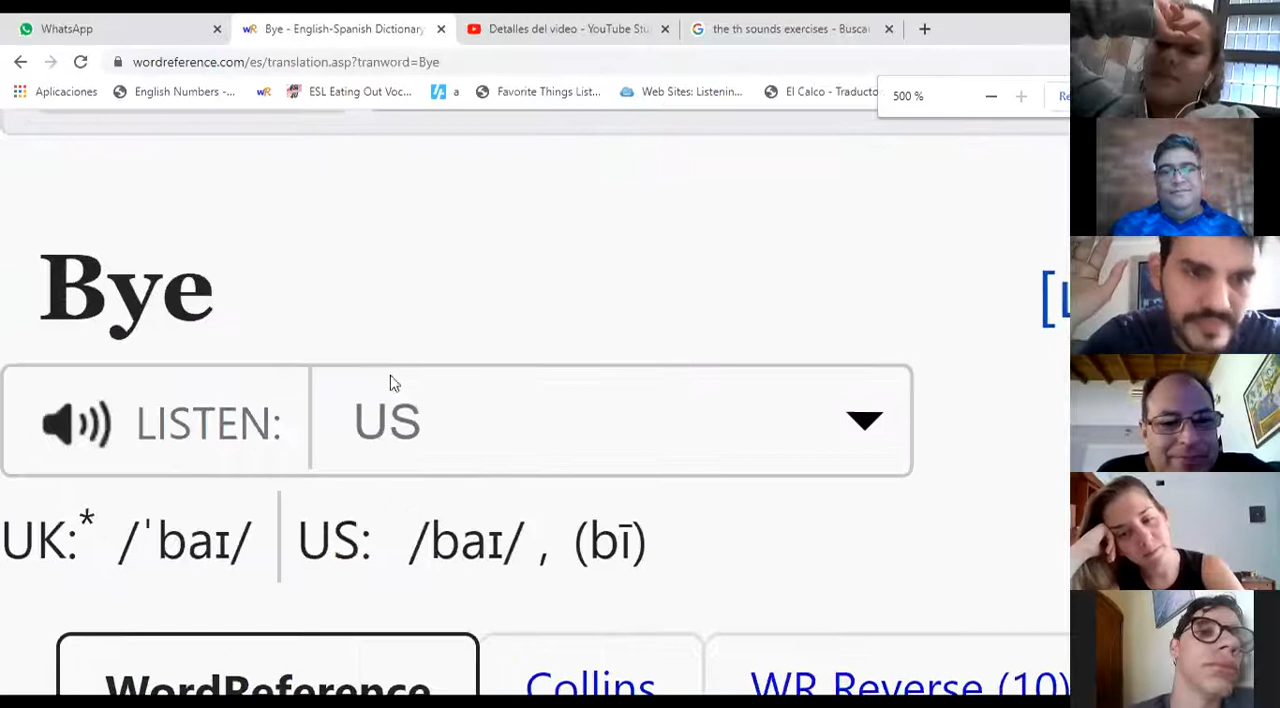 WhatsApp
Bye - English-Spanish Dictionary
Detalles del video - YouTube Stu
the th sounds exercises - Busca
wordreference.com/es/translation.asp?tranword=Bye
Aplicaciones
English Numbers -...
ESL Eating Out Voc...
a
Favorite Things List...
Web Sites: Listenin...
El Calco - Traducto
500 %
Bye
LISTEN:
US
UK:* /ˈbaɪ/
US: /baɪ/ , (bī)
WordReference
Collins
WR Reverse (10)